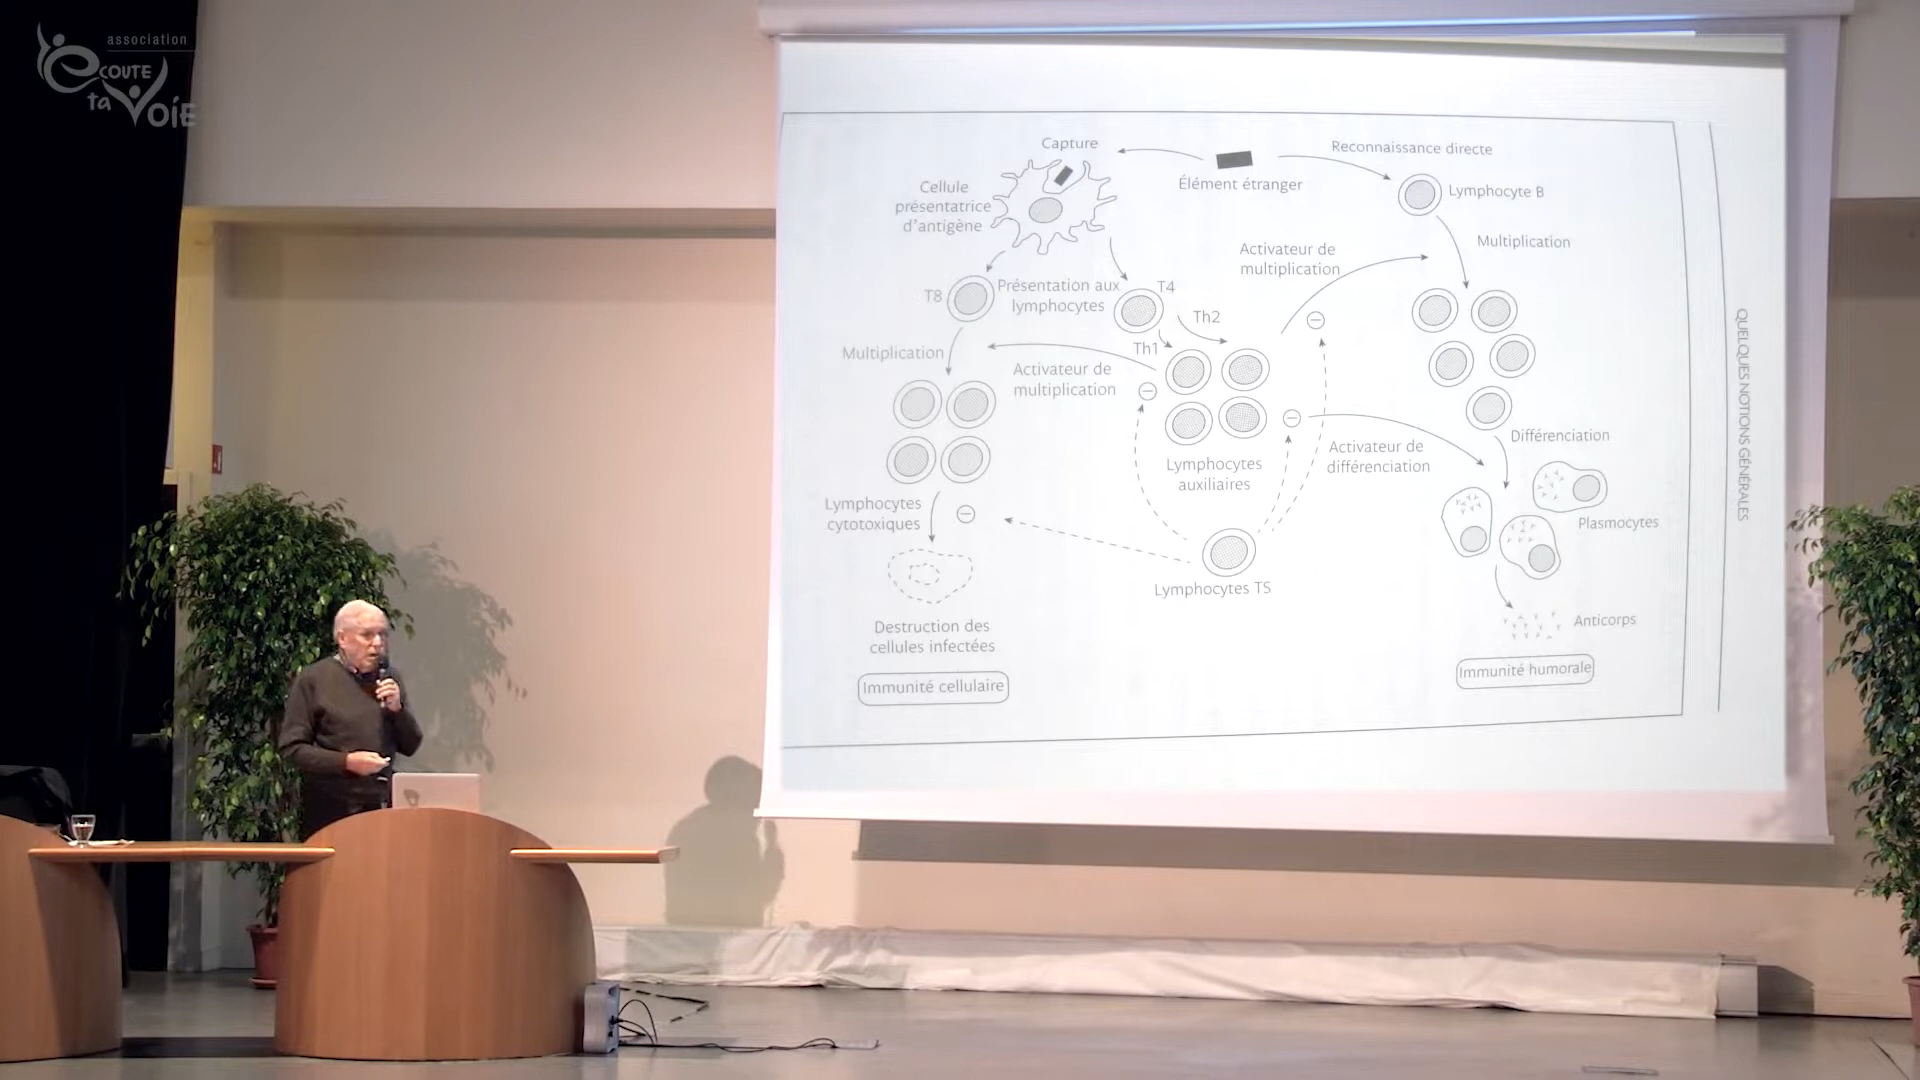 association
écoute
ta voie
Capture
Élément étranger
Reconnaissance directe
Lymphocyte B
Cellule
présentatrice
d'antigène
Multiplication
Activateur de
multiplication
T8
Présentation aux
lymphocytes
T4
Th2
Th1
Multiplication
Activateur de
multiplication
Lymphocytes
auxiliaires
Activateur de
différenciation
Différenciation
Lymphocytes
cytotoxiques
Plasmocytes
Lymphocytes TS
Anticorps
Destruction des
cellules infectées
Immunité cellulaire
Immunité humorale
QUELQUES NOTIONS GÉNÉRALES